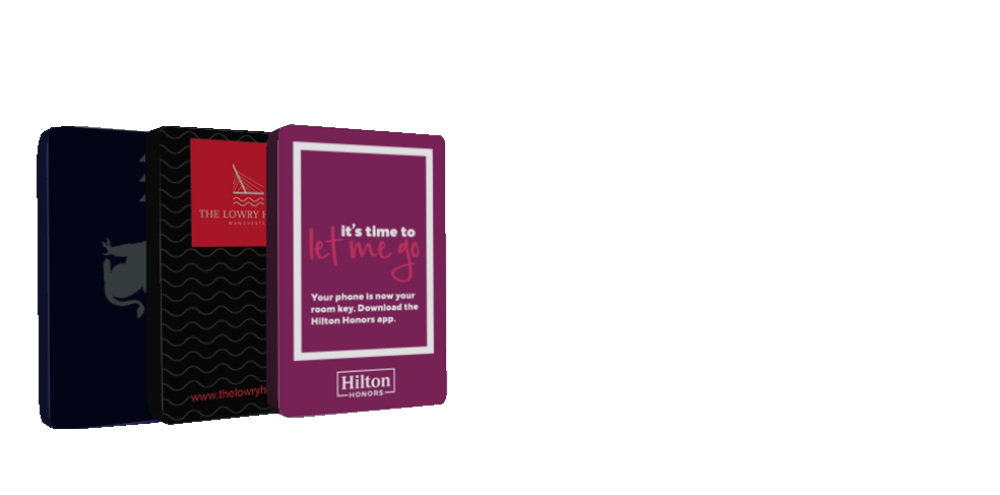 THE LOWRY
MANCHESTE
www.thelowryh
it's time to
let me go
Your phone is now your
room key. Download the
Hilton Honors app.
Hilton
HONORS